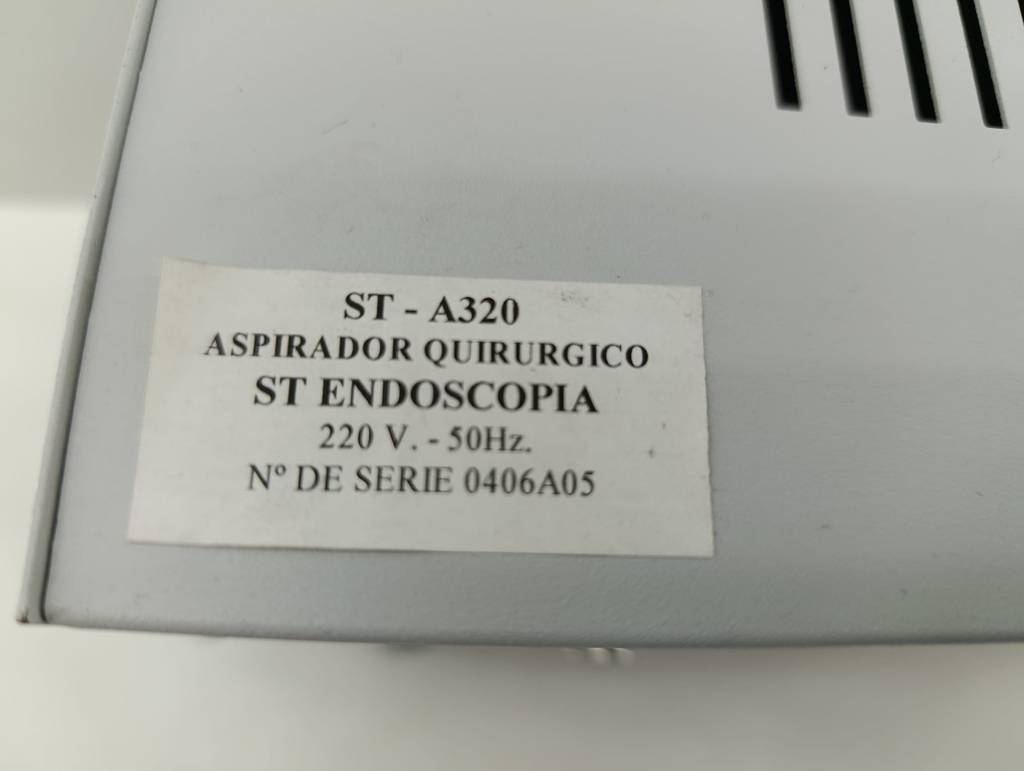 ST - A320
ASPIRADOR QUIRURGICO
ST ENDOSCOPIA
220 V. - 50Hz.
Nº DE SERIE 0406A05